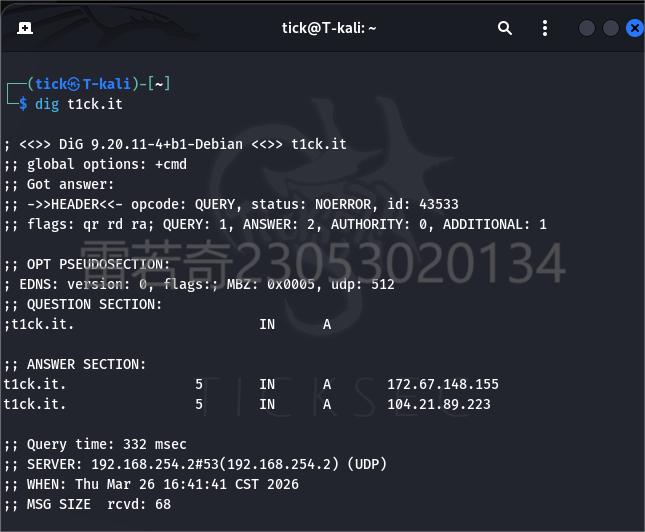 tick@T-kali: ~
┌──(tick㉿T-kali)-[~]
└─$ dig t1ck.it
; <<>> DiG 9.20.11-4+b1-Debian <<>> t1ck.it
;; global options: +cmd
;; Got answer:
;; ->>HEADER<<- opcode: QUERY, status: NOERROR, id: 43533
;; flags: qr rd ra; QUERY: 1, ANSWER: 2, AUTHORITY: 0, ADDITIONAL: 1
;; OPT PSEUDOSECTION:
雷若奇23053020134
; EDNS: version: 0, flags:; MBZ: 0x0005, udp: 512
;; QUESTION SECTION:
;t1ck.it. IN A
;; ANSWER SECTION:
t1ck.it. 5 IN A 172.67.148.155
t1ck.it. 5 IN A 104.21.89.223
TICKSEC
;; Query time: 332 msec
;; SERVER: 192.168.254.2#53(192.168.254.2) (UDP)
;; WHEN: Thu Mar 26 16:41:41 CST 2026
;; MSG SIZE rcvd: 68